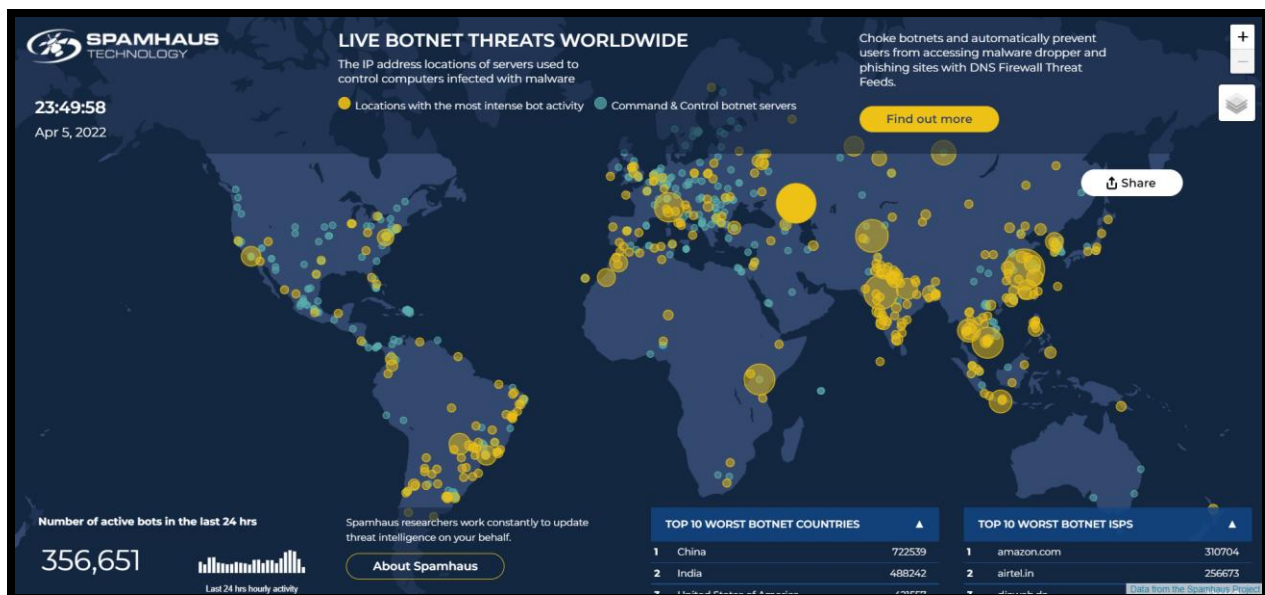 SPAMHAUS
TECHNOLOGY
23:49:58
Apr 5, 2022
LIVE BOTNET THREATS WORLDWIDE
The IP address locations of servers used to
control computers infected with malware
Locations with the most intense bot activity
Command & Control botnet servers
Choke botnets and automatically prevent
users from accessing malware dropper and
phishing sites with DNS Firewall Threat
Feeds.
Find out more
+
−
Share
Number of active bots in the last 24 hrs
356,651
Last 24 hrs hourly activity
Spamhaus researchers work constantly to update
threat intelligence on your behalf.
About Spamhaus
TOP 10 WORST BOTNET COUNTRIES ▲
1 China 722539
2 India 488242
3 United States of America
TOP 10 WORST BOTNET ISPS ▲
1 amazon.com 310704
2 airtel.in 256673
3
Data from the Spamhaus Project